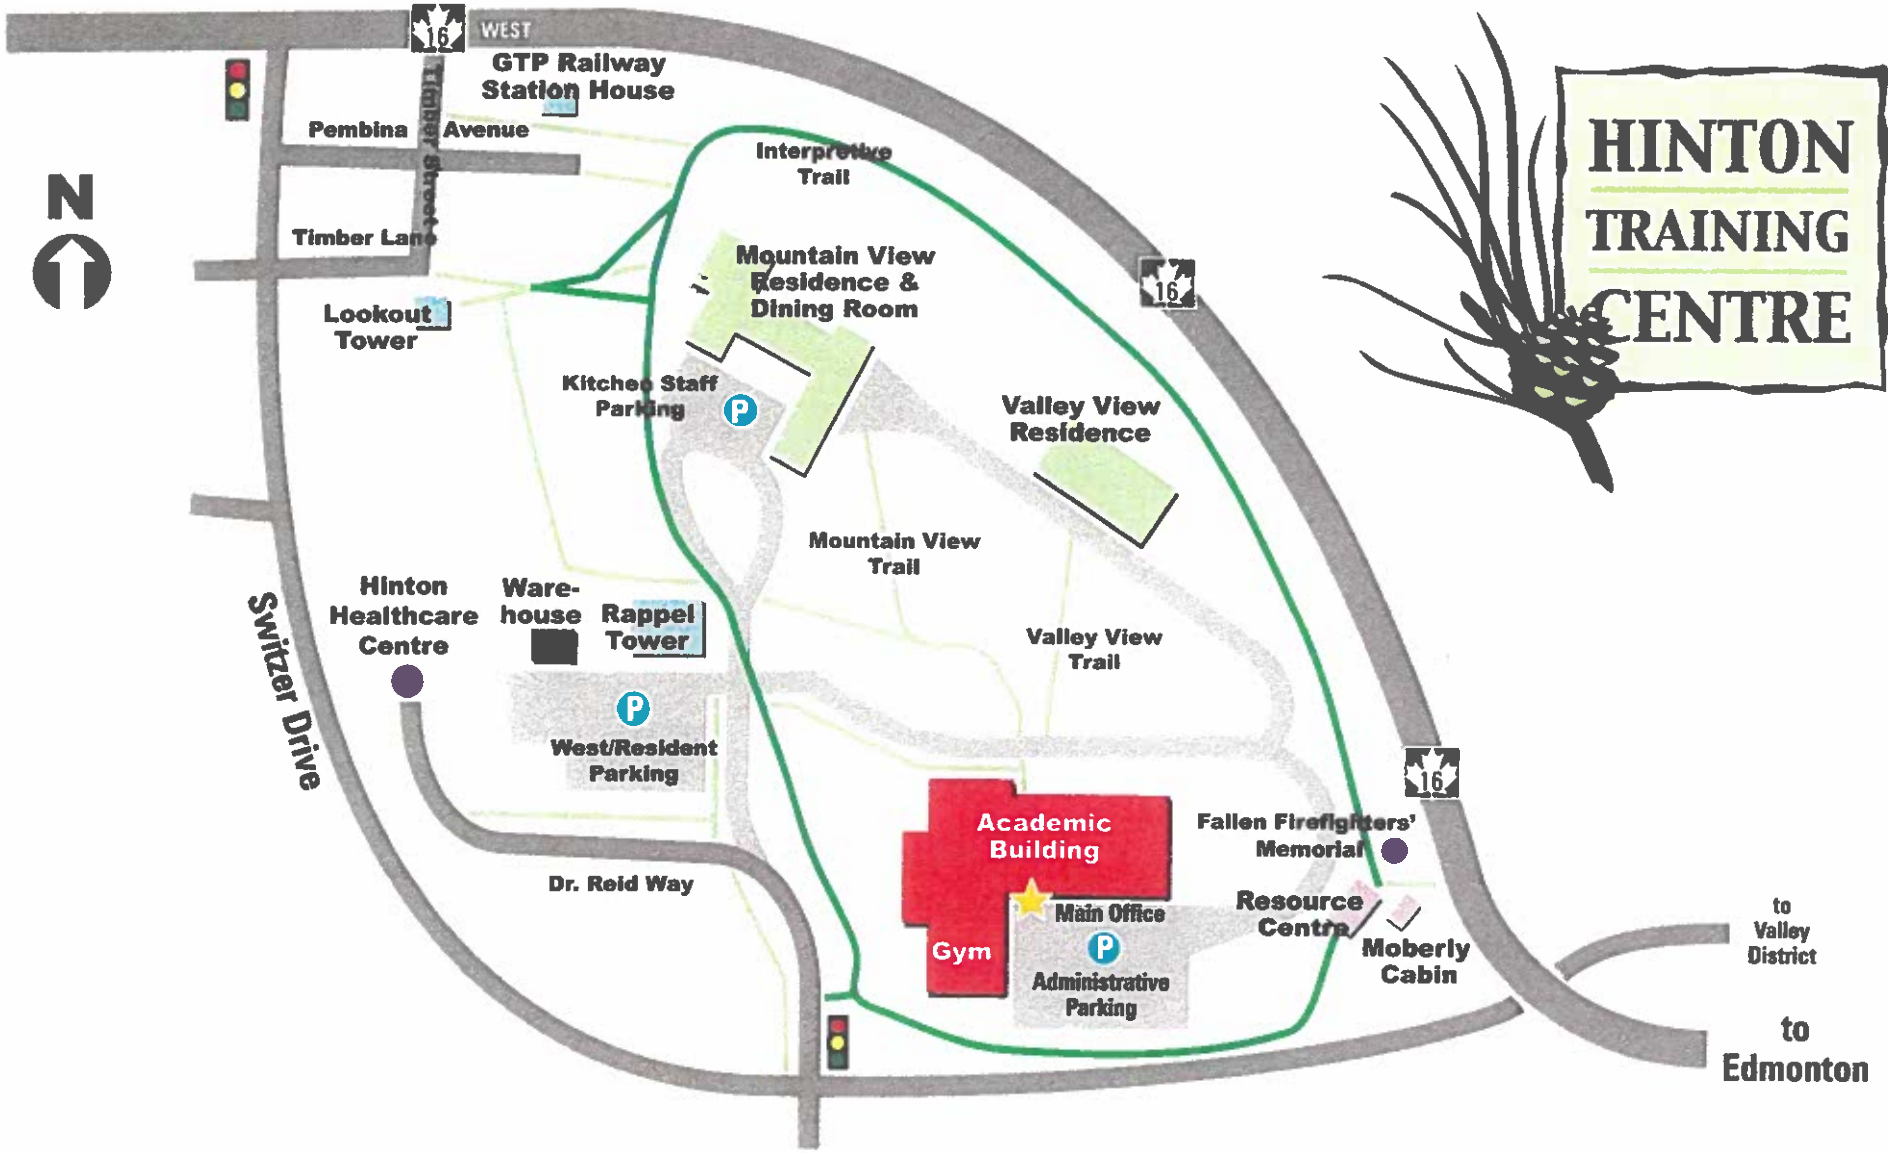 16
WEST
GTP Railway
Station House
Pembina Avenue
Timber Street
Interpretive
Trail
N
Timber Lane
Mountain View
Residence &
Dining Room
16
HINTON
TRAINING
CENTRE
Lookout
Tower
Kitchen Staff
Parking
P
Valley View
Residence
Mountain View
Trail
Hinton
Healthcare
Centre
Ware-
house
Rappel
Tower
Valley View
Trail
Switzer Drive
P
West/Resident
Parking
16
Academic
Building
Fallen Firefighters'
Memorial
Dr. Reid Way
Main Office
Resource
Centre
Gym
P
Moberly
Cabin
Administrative
Parking
to
Valley
District
to
Edmonton